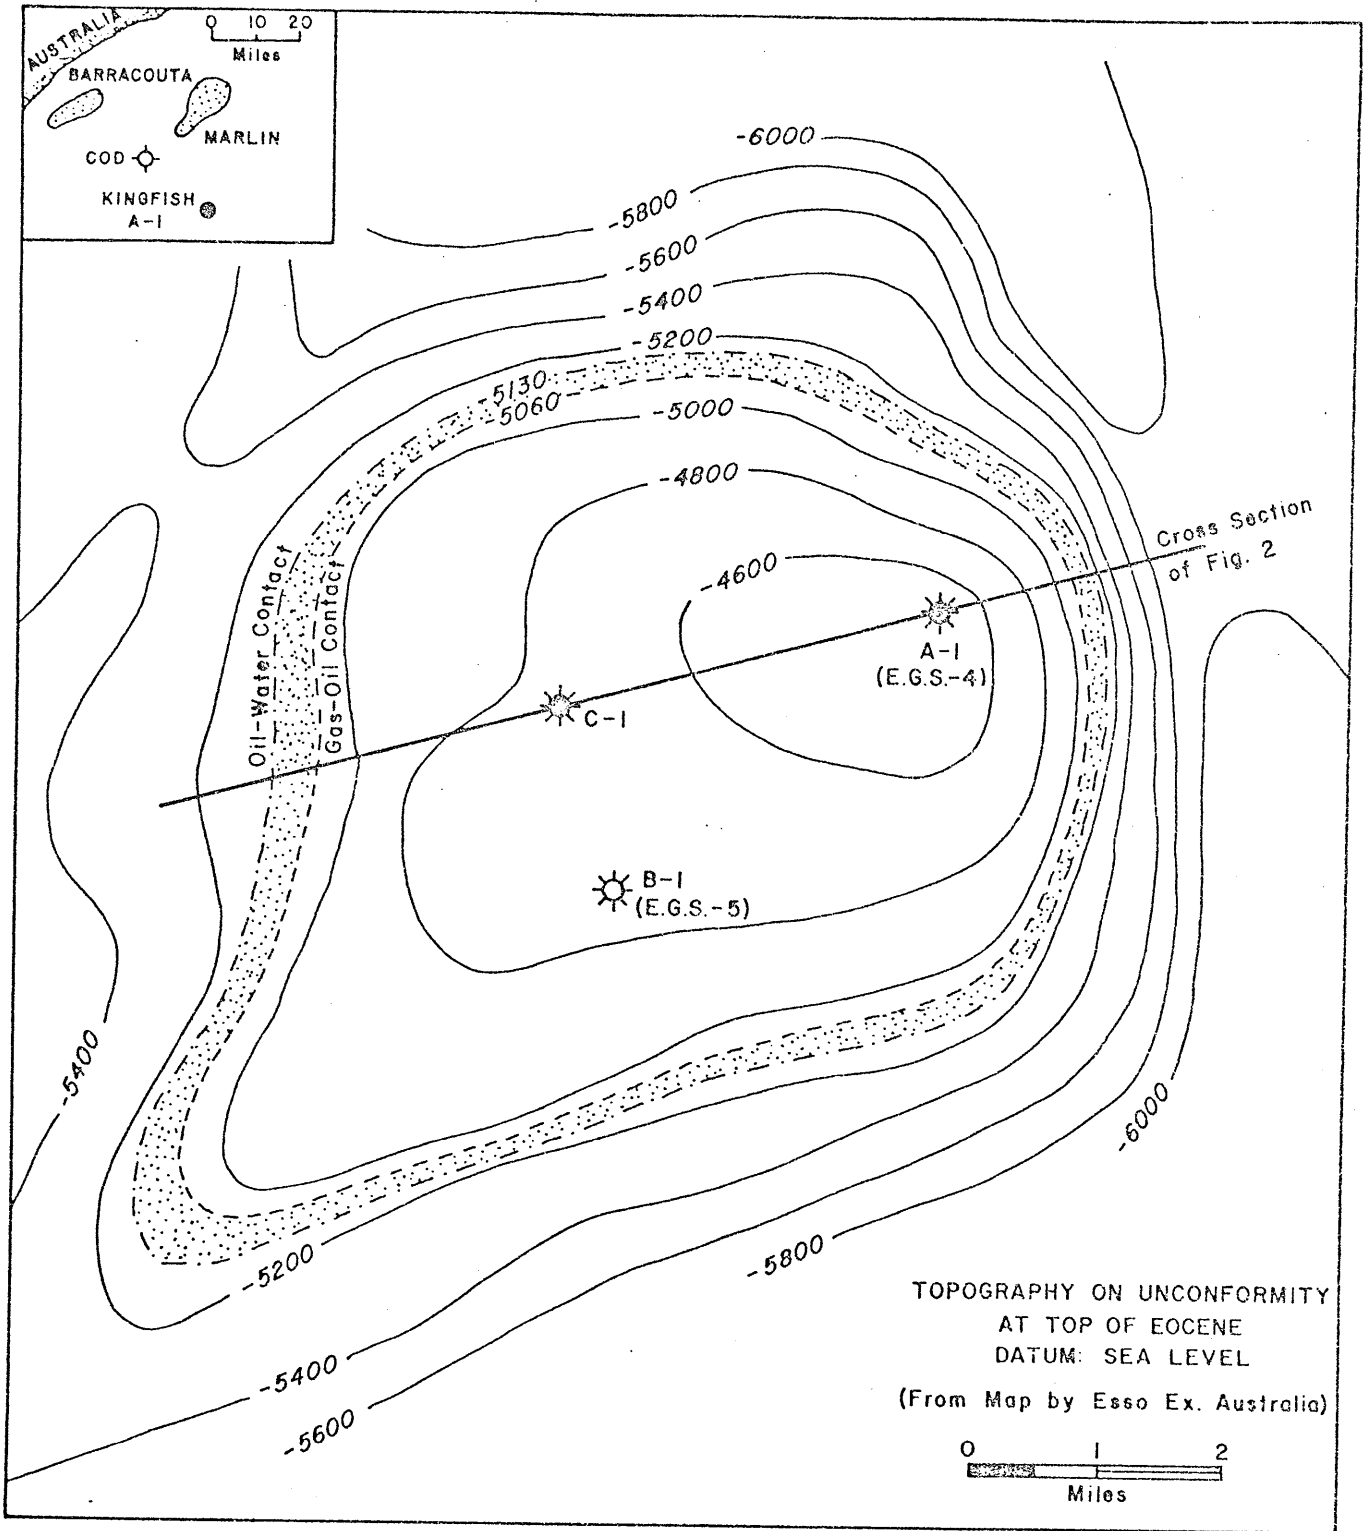 AUSTRALIA
0 10 20
Miles
BARRACOUTA
MARLIN
COD
KINGFISH
A-1
-6000
-5800
-5600
-5400
-5200
5130
5060
-5000
-4800
-4600
Cross Section
of Fig. 2
Oil-Water Contact
Gas-Oil Contact
A-1
(E.G.S.-4)
C-1
B-1
(E.G.S.-5)
-5400
-6000
-5200
-5800
-5400
-5600
TOPOGRAPHY ON UNCONFORMITY
AT TOP OF EOCENE
DATUM: SEA LEVEL
(From Map by Esso Ex. Australia)
0 1 2
Miles